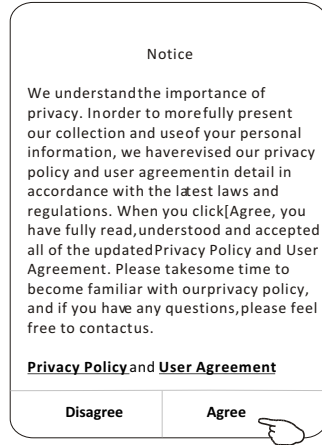 Notice
We understandthe importance of
privacy. Inorder to morefully present
our collection and useof your personal
information, we haverevised our privacy
policy and user agreementin detail in
accordance with the latest laws and
regulations. When you click[Agree, you
have fully read,understood and accepted
all of the updatedPrivacy Policy and User
Agreement. Please takesome time to
become familiar with ourprivacy policy,
and if you have any questions,please feel
free to contactus.
Privacy Policy and User Agreement
Disagree Agree